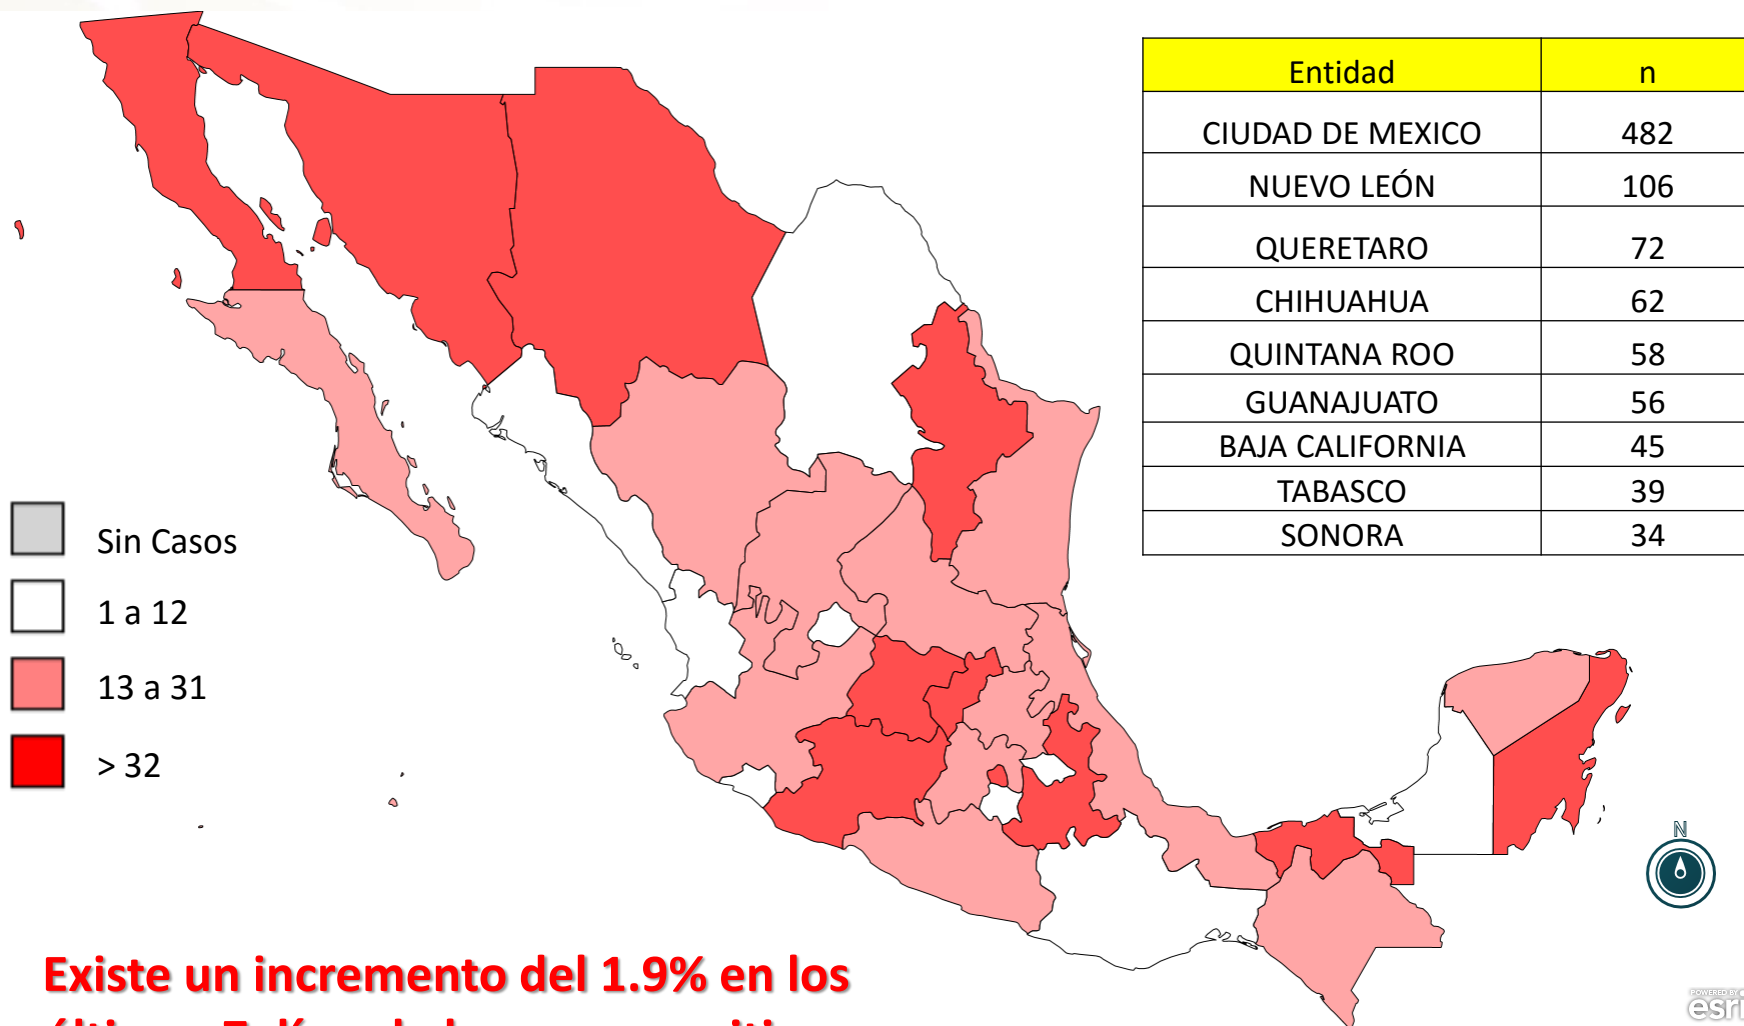 Entidad n
CIUDAD DE MEXICO 482
NUEVO LEÓN 106
QUERETARO 72
CHIHUAHUA 62
QUINTANA ROO 58
GUANAJUATO 56
BAJA CALIFORNIA 45
TABASCO 39
SONORA 34
Sin Casos
1 a 12
13 a 31
> 32
N
Existe un incremento del 1.9% en los
POWERED BY
esri